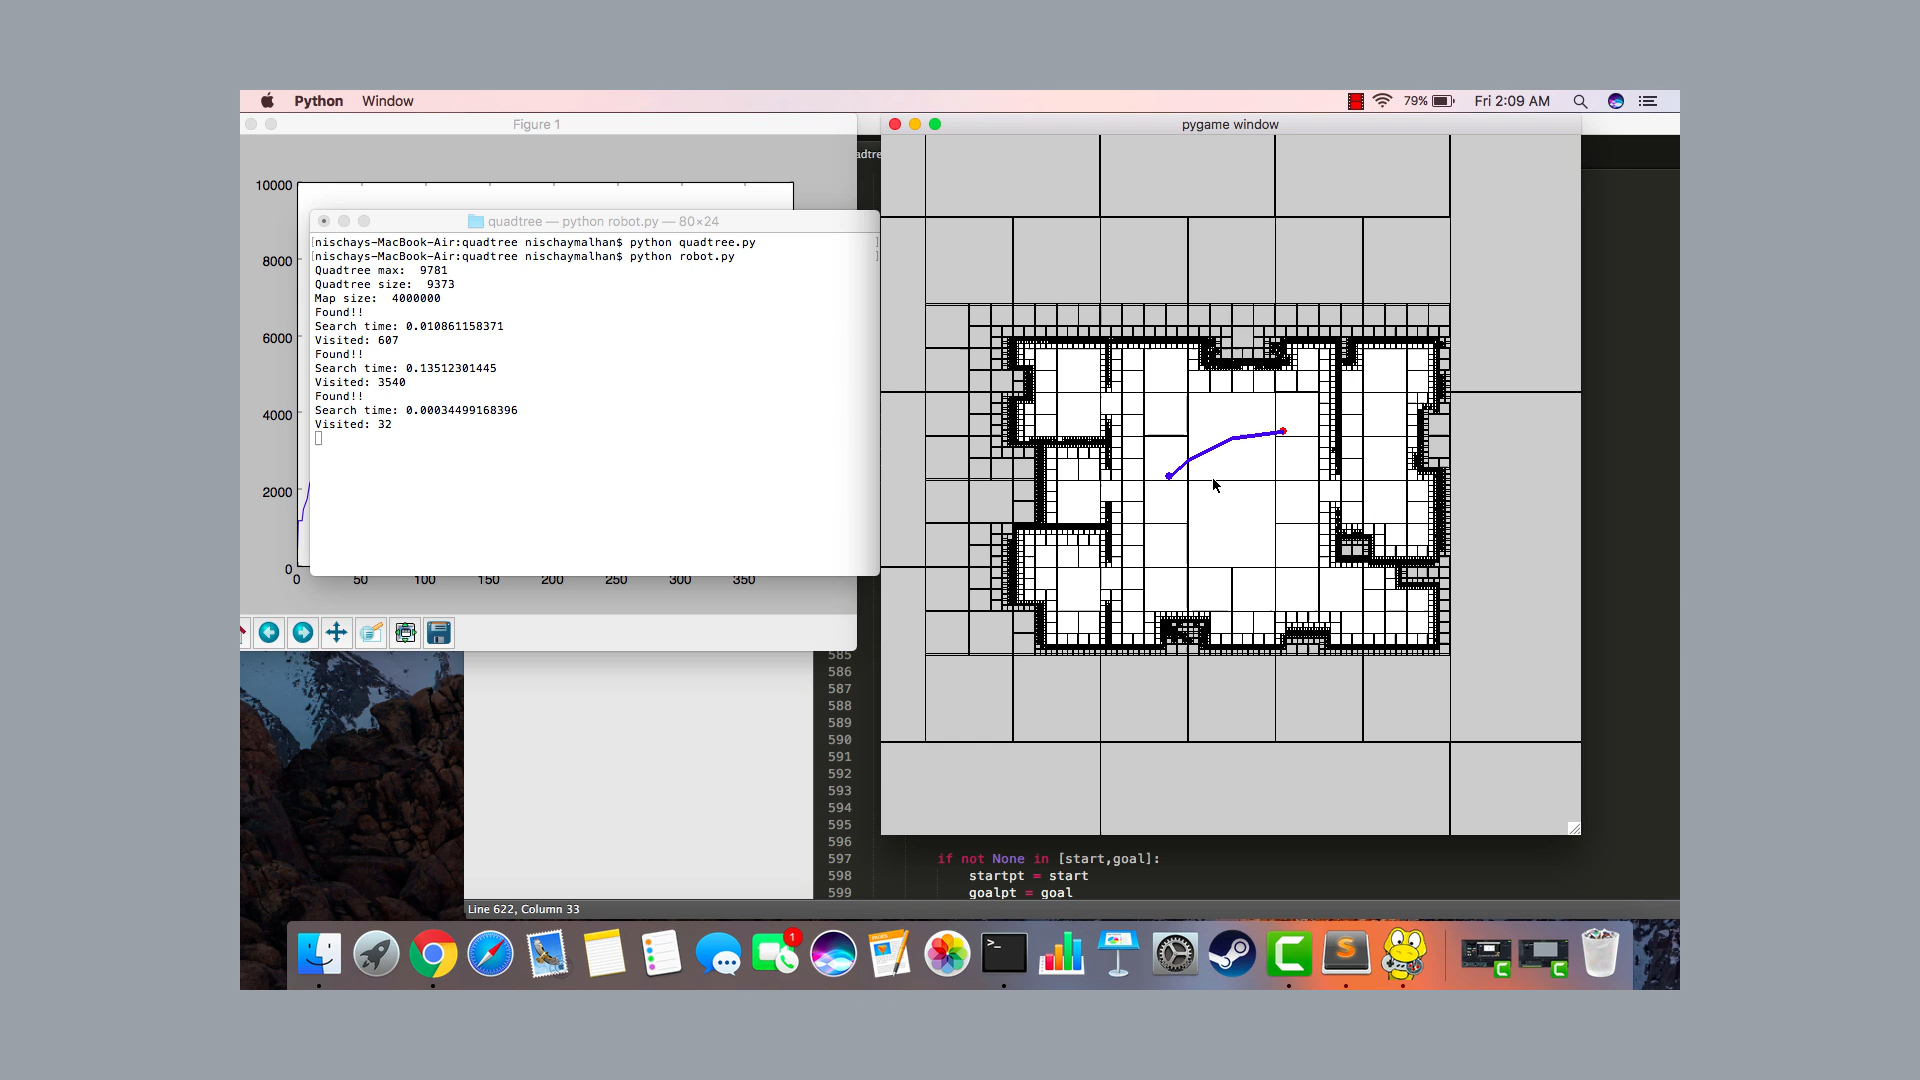 Python Window
79% Fri 2:09 AM
Figure 1
10000
8000
6000
4000
2000
0
0 50 100 150 200 250 300 350
quadtree — python robot.py — 80×24
[nischays-MacBook-Air:quadtree nischaymalhan$ python quadtree.py ]
[nischays-MacBook-Air:quadtree nischaymalhan$ python robot.py ]
Quadtree max:  9781
Quadtree size:  9373
Map size:  4000000
Found!!
Search time: 0.010861158371
Visited: 607
Found!!
Search time: 0.13512301445
Visited: 3540
Found!!
Search time: 0.00034499168396
Visited: 32
adtre
pygame window
585
586
587
588
589
590
591
592
593
594
595
596
597 if not None in [start,goal]:
598 startpt = start
599 goalpt = goal
Line 622, Column 33
1
PAGES
>_
S